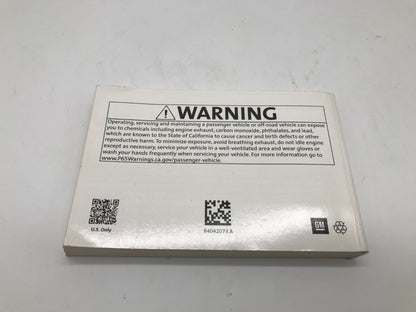 ⚠ WARNING
Operating, servicing and maintaining a passenger vehicle or off-road vehicle can expose
you to chemicals including engine exhaust, carbon monoxide, phthalates, and lead,
which are known to the State of California to cause cancer and birth defects or other
reproductive harm. To minimize exposure, avoid breathing exhaust, do not idle engine
except as necessary, service your vehicle in a well-ventilated area and wear gloves or
wash your hands frequently when servicing your vehicle. For more information go to
www.P65Warnings.ca.gov/passenger-vehicle.
U.S. Only
84042073 A
GM